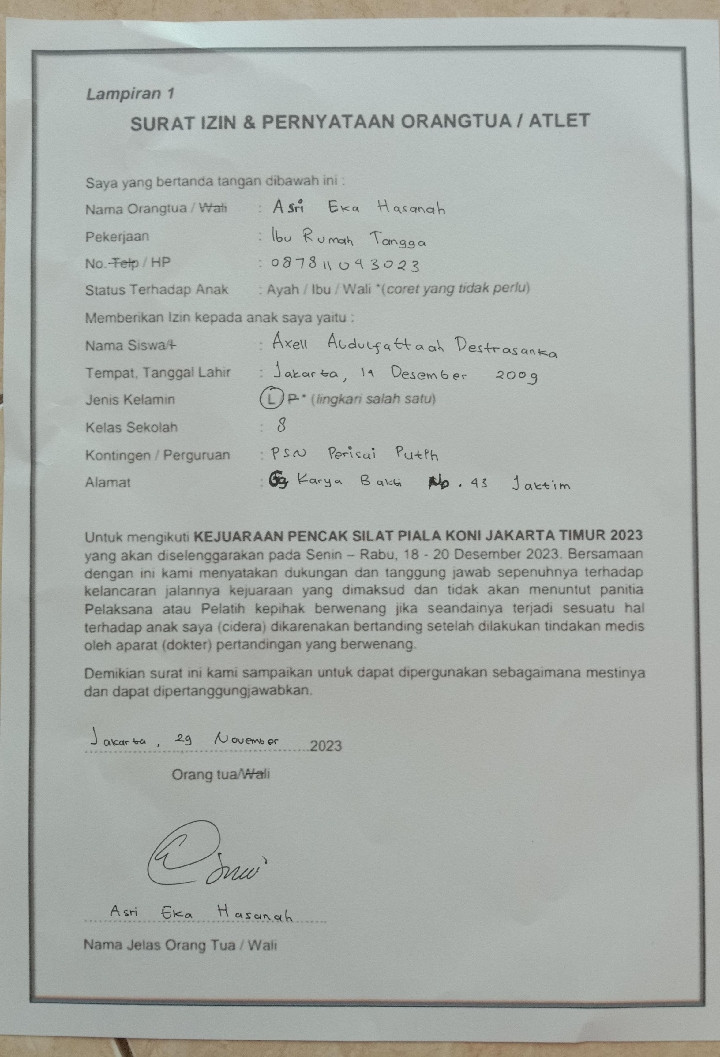 Lampiran 1
SURAT IZIN & PERNYATAAN ORANGTUA / ATLET
Saya yang bertanda tangan dibawah ini :
Nama Orangtua / Wali : Asri Eka Hasanah
Pekerjaan : Ibu Rumah Tangga
No. Telp / HP : 087811093023
Status Terhadap Anak : Ayah / Ibu / Wali *(coret yang tidak perlu)
Memberikan Izin kepada anak saya yaitu :
Nama Siswa/i : Axell Destrasanka
Tempat, Tanggal Lahir : Jakarta, Desember 2009
Jenis Kelamin : L P* (lingkari salah satu)
Kelas Sekolah : 8
Kontingen / Perguruan : PSN Perisai Putih
Alamat : Gg Karya Bakti No. 43 Jaktim
Untuk mengikuti KEJUARAAN PENCAK SILAT PIALA KONI JAKARTA TIMUR 2023
yang akan diselenggarakan pada Senin – Rabu, 18 - 20 Desember 2023. Bersamaan
dengan ini kami menyatakan dukungan dan tanggung jawab sepenuhnya terhadap
kelancaran jalannya kejuaraan yang dimaksud dan tidak akan menuntut panitia
Pelaksana atau Pelatih kepihak berwenang jika seandainya terjadi sesuatu hal
terhadap anak saya (cidera) dikarenakan bertanding setelah dilakukan tindakan medis
oleh aparat (dokter) pertandingan yang berwenang.
Demikian surat ini kami sampaikan untuk dapat dipergunakan sebagaimana mestinya
dan dapat dipertanggungjawabkan.
Jakarta, 29 November 2023
Orang tua/Wali
Asri Eka Hasanah
Nama Jelas Orang Tua / Wali